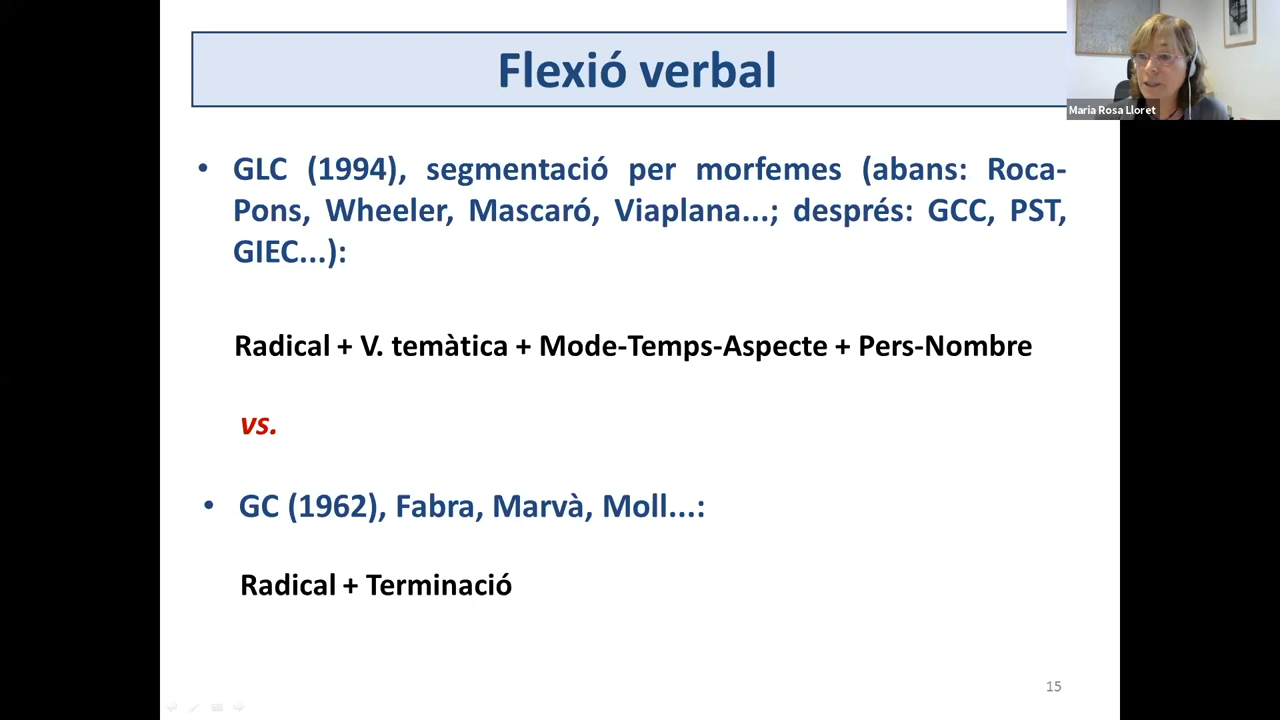 Flexió verbal
Maria Rosa Lloret
• GLC (1994), segmentació per morfemes (abans: Roca-
Pons, Wheeler, Mascaró, Viaplana...; després: GCC, PST,
GIEC...):
Radical + V. temàtica + Mode-Temps-Aspecte + Pers-Nombre
vs.
• GC (1962), Fabra, Marvà, Moll...:
Radical + Terminació
15